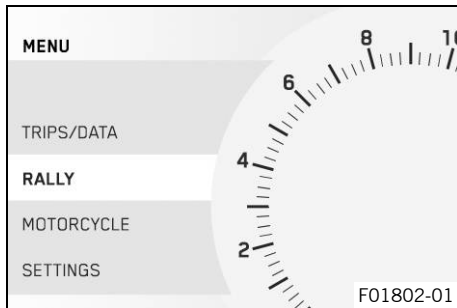 MENU
TRIPS/DATA
RALLY
MOTORCYCLE
SETTINGS
2
4
6
8
F01802-01